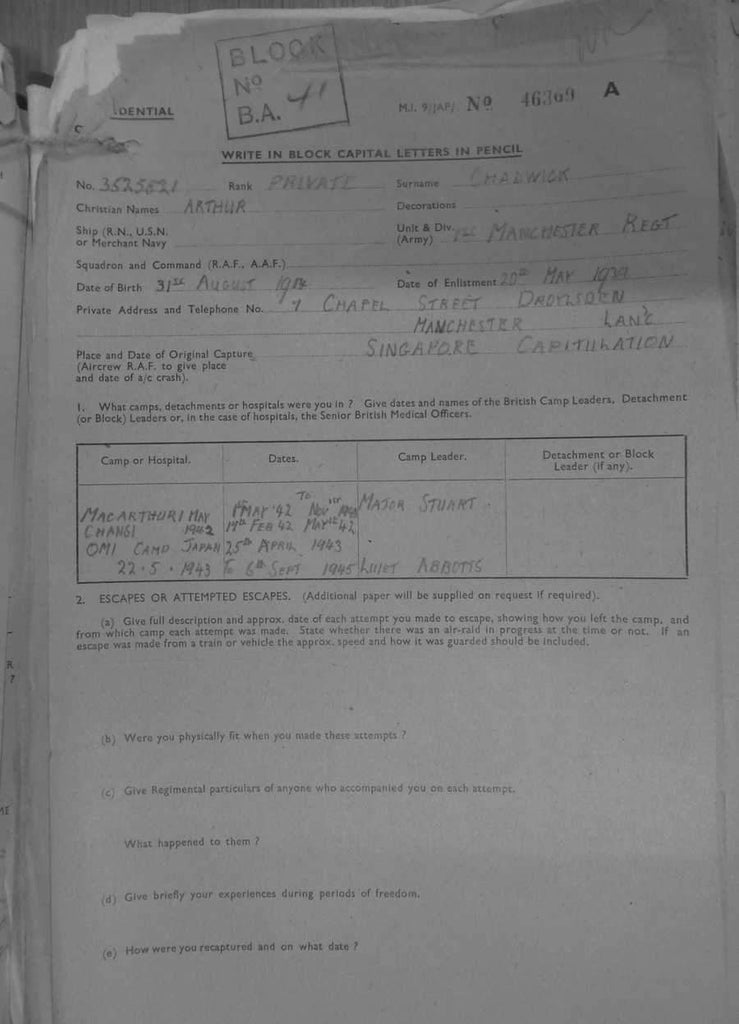 BLOCK
Nº
B.A. 41
DENTIAL
M.I. 9/JAP/ Nº 46369 A
WRITE IN BLOCK CAPITAL LETTERS IN PENCIL
No. 3525821 Rank PRIVATE Surname CHADWICK
Christian Names ARTHUR Decorations
Ship (R.N., U.S.N. or Merchant Navy Unit & Div. (Army) MANCHESTER REGT
Squadron and Command (R.A.F., A.A.F.)
Date of Birth 31ST AUGUST 1914 Date of Enlistment 20TH MAY 1939
Private Address and Telephone No. 7 CHAPEL STREET DROYLSDEN
MANCHESTER LANC
Place and Date of Original Capture SINGAPORE CAPITULATION
(Aircrew R.A.F. to give place
and date of a/c crash).
1. What camps, detachments or hospitals were you in ? Give dates and names of the British Camp Leaders, Detachment
(or Block) Leaders or, in the case of hospitals, the Senior British Medical Officers.
Camp or Hospital. Dates. Camp Leader. Detachment or Block
Leader (if any).
MACARTHURI MAY 1942 1ST MAY '42 TO NOV MAJOR STUART
CHANGI 17th FEB 42 MAY 42
OMI CAMP JAPAN 25th APRIL 1943
22.5.1943 TO 6th SEPT 1945 LUIET ABBOTTS
2. ESCAPES OR ATTEMPTED ESCAPES. (Additional paper will be supplied on request if required).
(a) Give full description and approx. date of each attempt you made to escape, showing how you left the camp, and
from which camp each attempt was made. State whether there was an air-raid in progress at the time or not. If an
escape was made from a train or vehicle the approx. speed and how it was guarded should be included.
(b) Were you physically fit when you made these attempts ?
(c) Give Regimental particulars of anyone who accompanied you on each attempt.
What happened to them ?
(d) Give briefly your experiences during periods of freedom.
(e) How were you recaptured and on what date ?
R
?